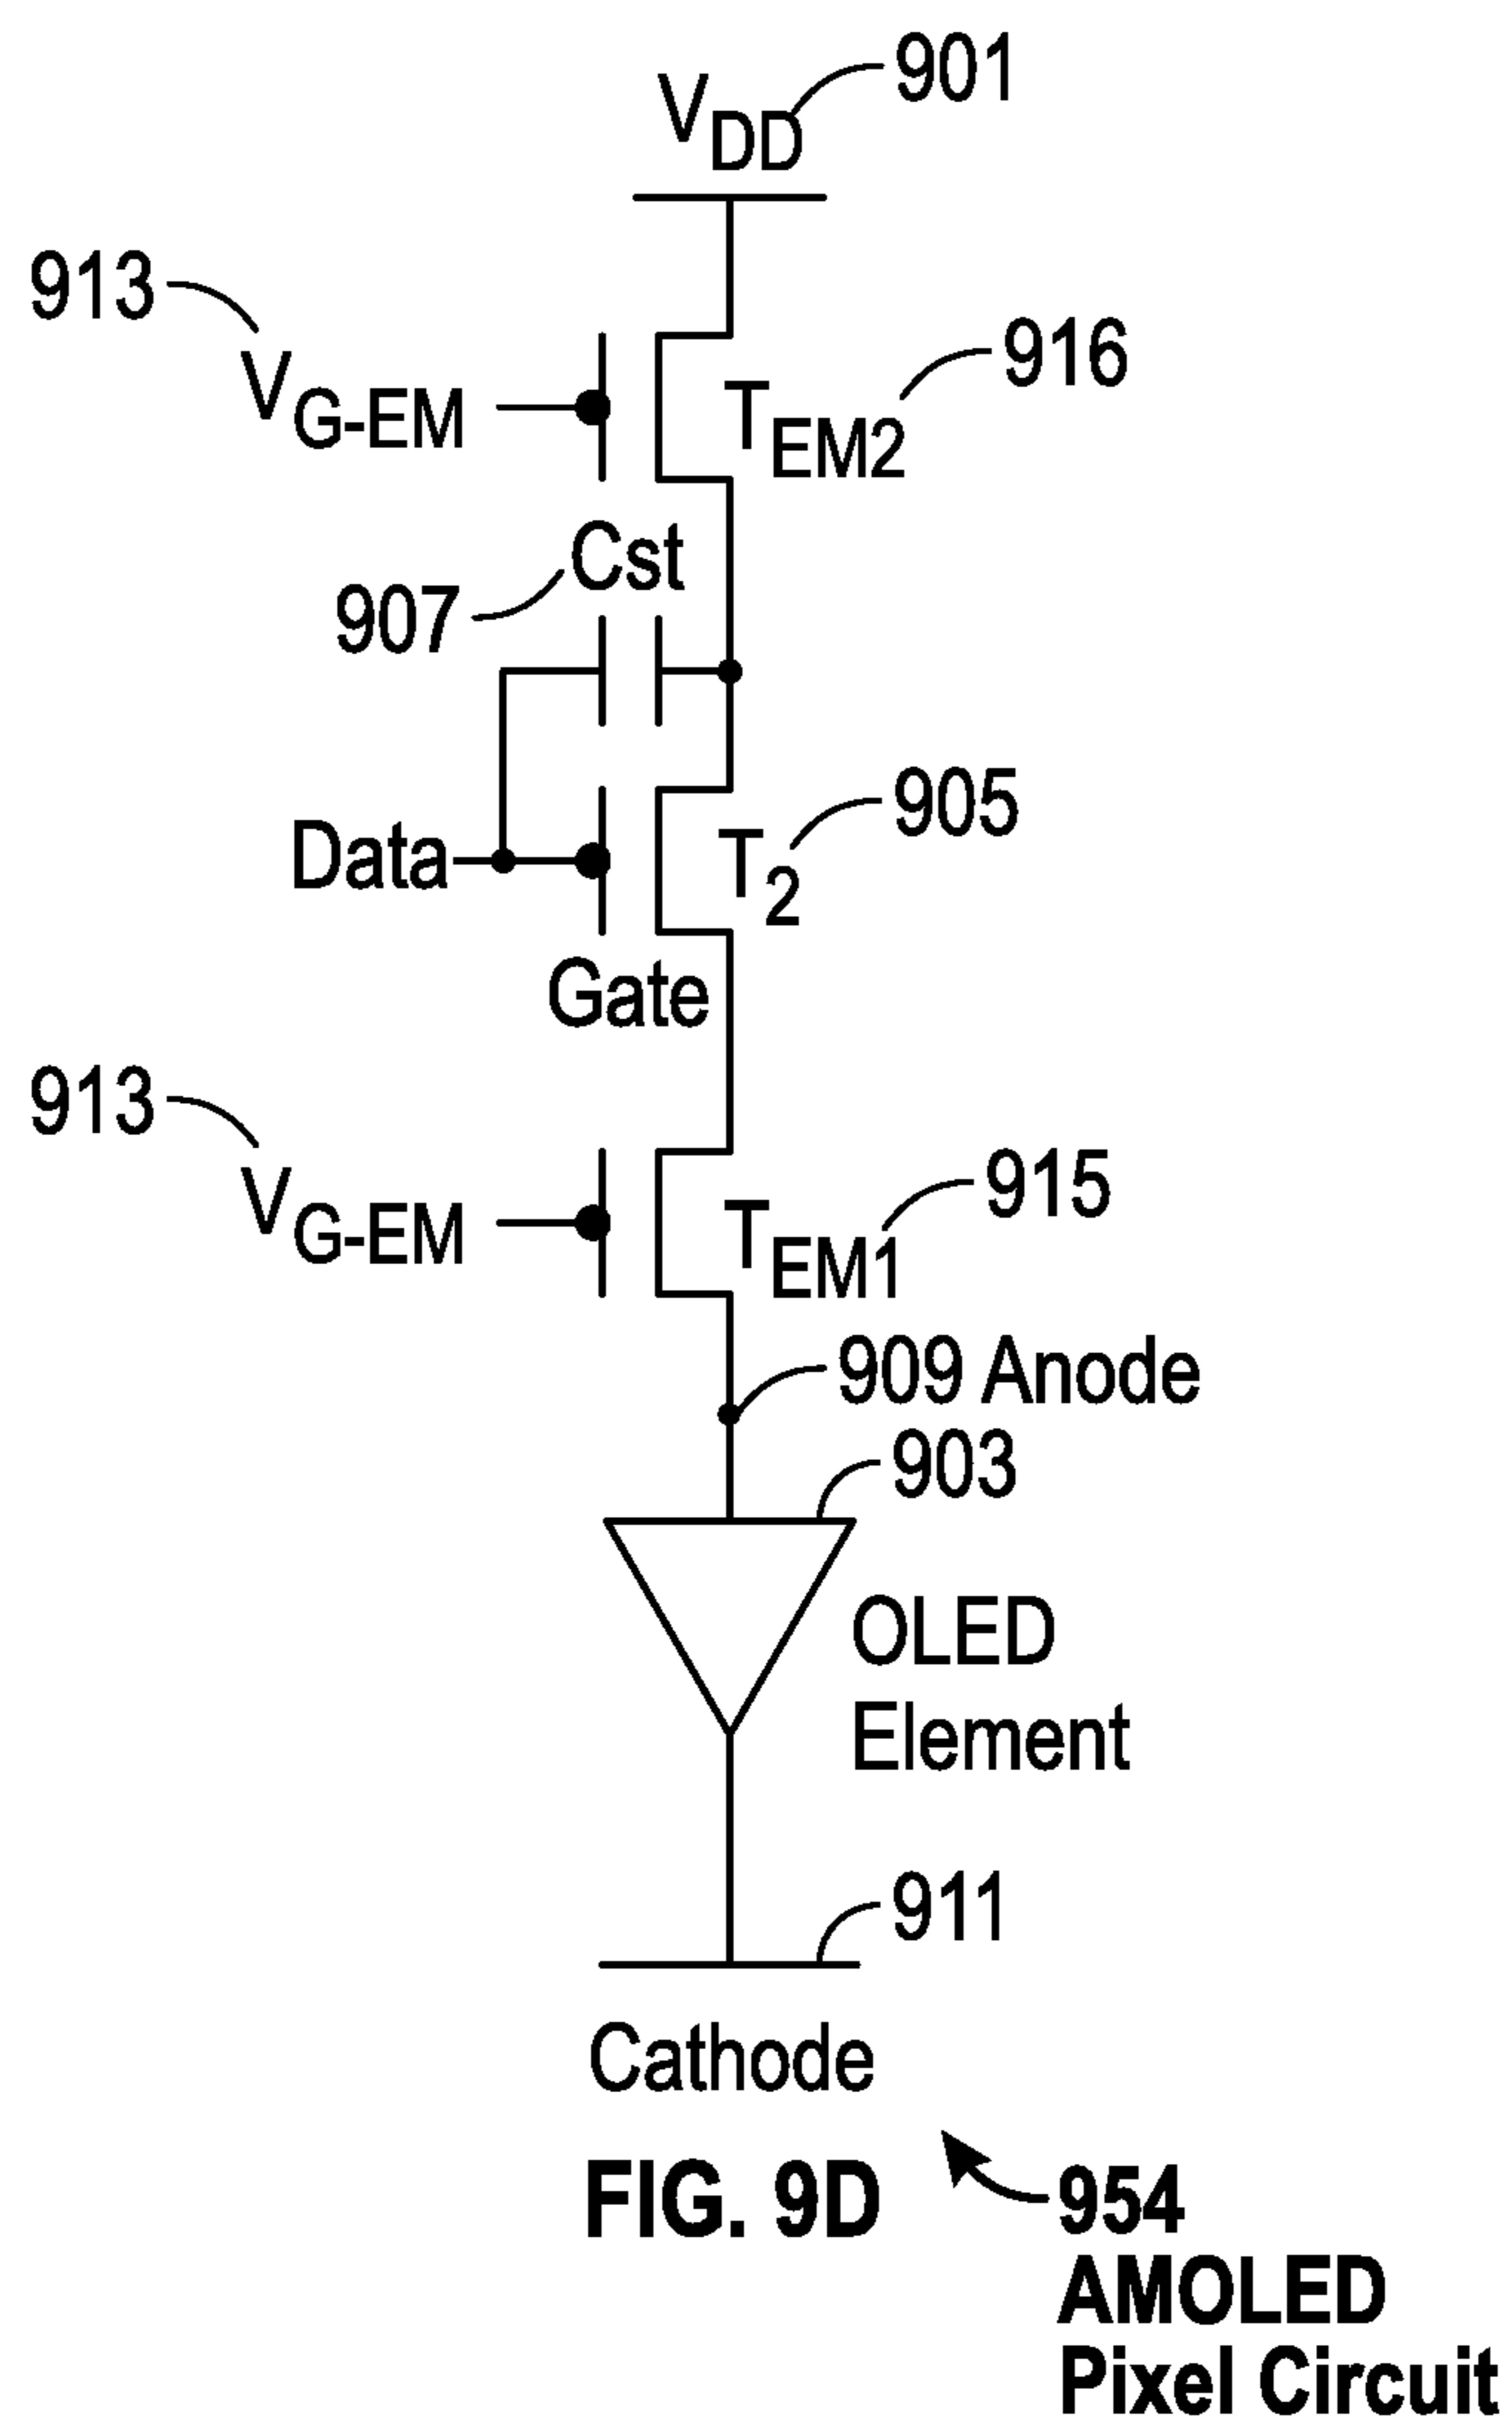 901
VDD
913
VG-EM
916
TEM2
Cst
907
905
Data
T2
Gate
913
VG-EM
915
TEM1
909 Anode
903
OLED
Element
911
Cathode
FIG. 9D
954
AMOLED
Pixel Circuit